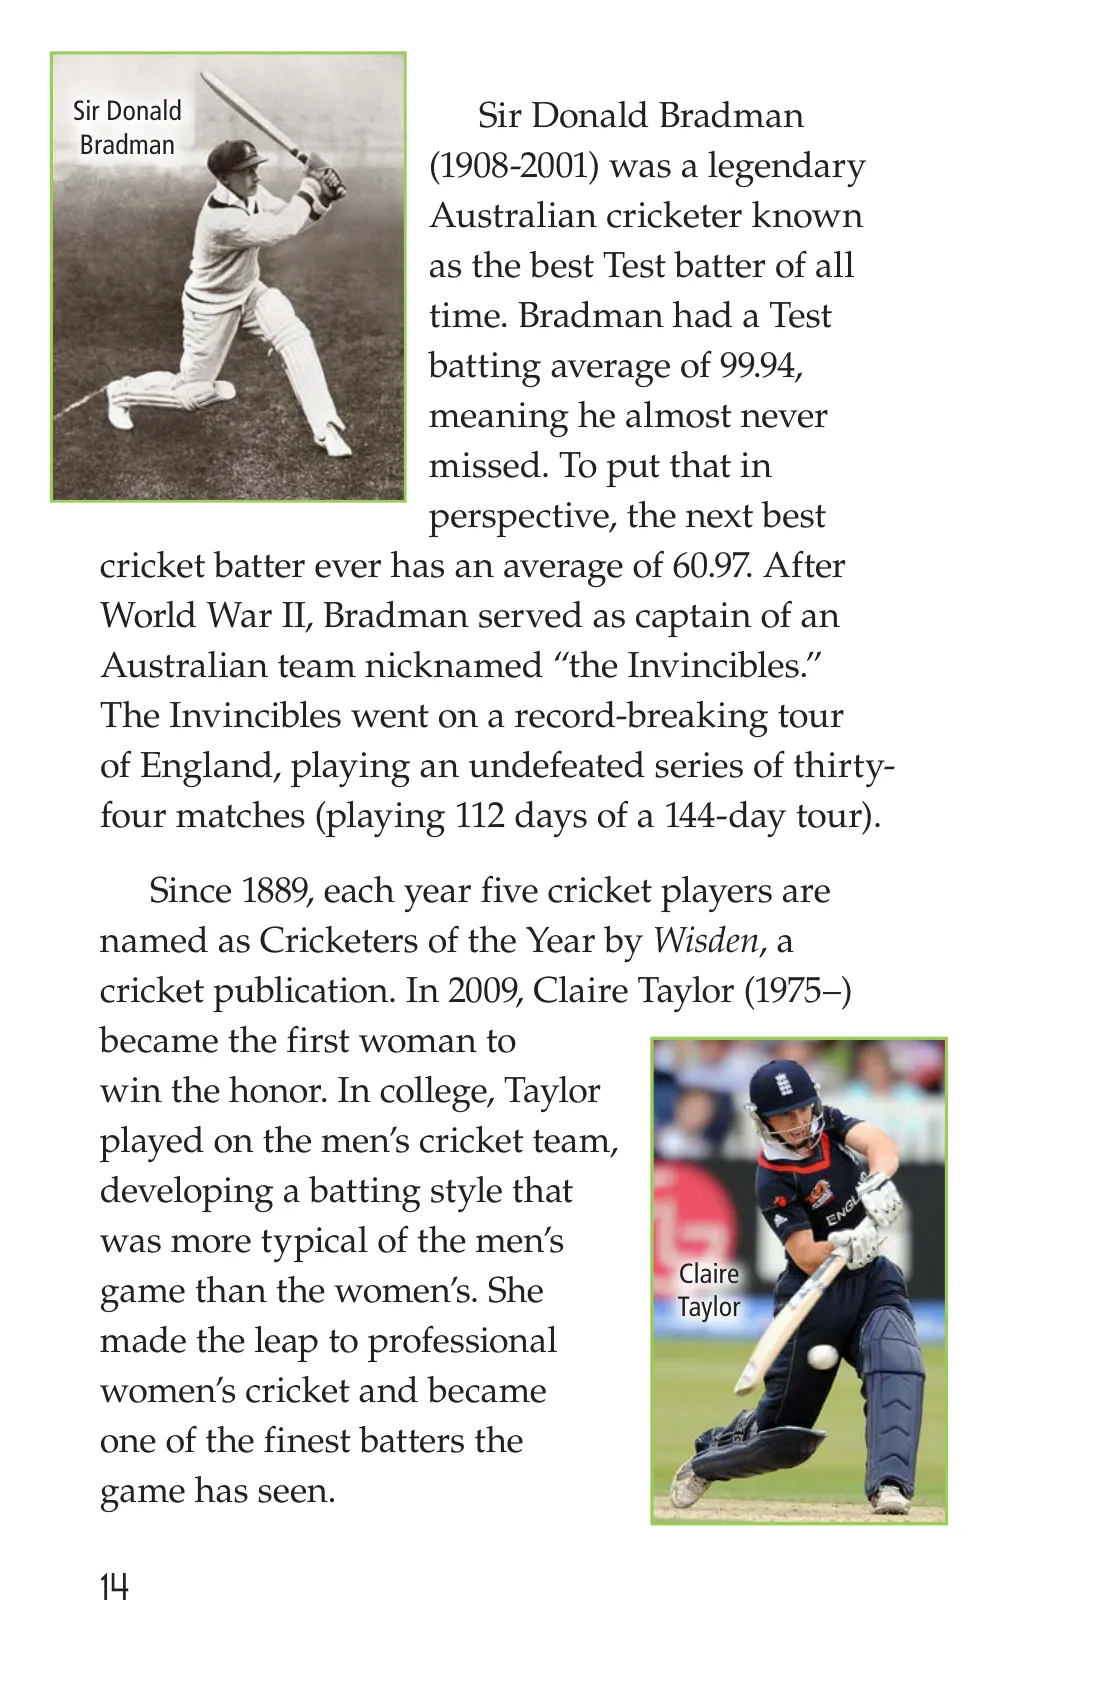 Sir Donald
Bradman
Sir Donald Bradman
(1908-2001) was a legendary
Australian cricketer known
as the best Test batter of all
time. Bradman had a Test
batting average of 99.94,
meaning he almost never
missed. To put that in
perspective, the next best
cricket batter ever has an average of 60.97. After
World War II, Bradman served as captain of an
Australian team nicknamed “the Invincibles.”
The Invincibles went on a record-breaking tour
of England, playing an undefeated series of thirty-
four matches (playing 112 days of a 144-day tour).
Since 1889, each year five cricket players are
named as Cricketers of the Year by Wisden, a
cricket publication. In 2009, Claire Taylor (1975–)
became the first woman to
win the honor. In college, Taylor
played on the men’s cricket team,
developing a batting style that
was more typical of the men’s
game than the women’s. She
made the leap to professional
women’s cricket and became
one of the finest batters the
game has seen.
ENGL
Claire
Taylor
14